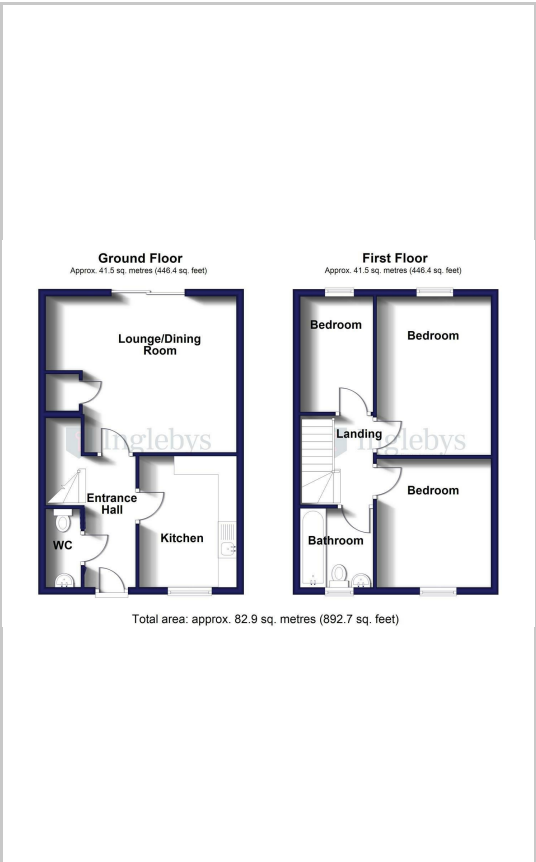 Ground Floor
Approx. 41.5 sq. metres (446.4 sq. feet)
Lounge/Dining
Room
Inglebys
Entrance
Hall
WC
Kitchen
First Floor
Approx. 41.5 sq. metres (446.4 sq. feet)
Bedroom
Bedroom
Landing
Inglebys
Bedroom
Bathroom
Total area: approx. 82.9 sq. metres (892.7 sq. feet)